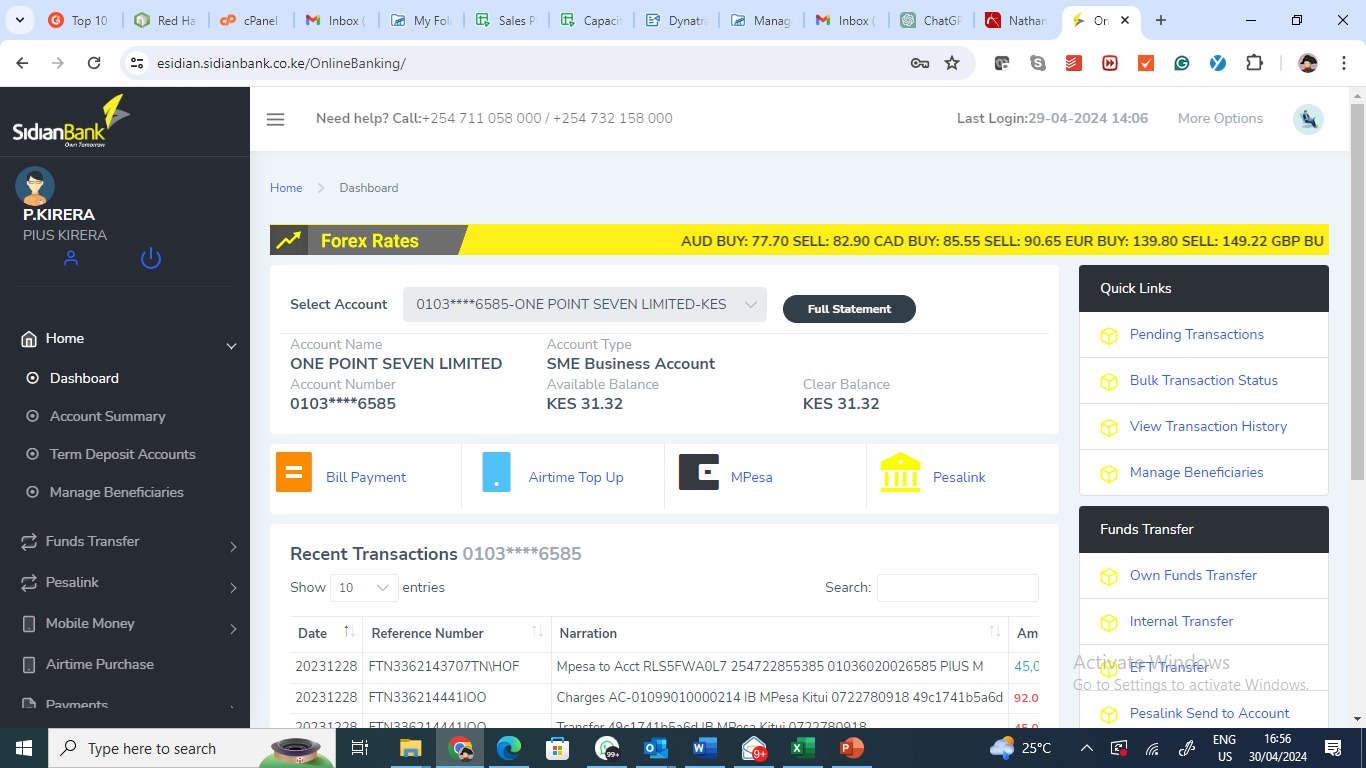 Top 10
Red Ha
cPanel
Inbox (
My Fol
Sales P
Capacit
Dynatra
Manag
Inbox (
ChatGP
Nathan
On
esidian.sidianbank.co.ke/OnlineBanking/
SidianBank
Own Tomorrow
Need help? Call:+254 711 058 000 / +254 732 158 000
Last Login:29-04-2024 14:06
More Options
P.KIRERA
PIUS KIRERA
Home
Dashboard
Account Summary
Term Deposit Accounts
Manage Beneficiaries
Funds Transfer
Pesalink
Mobile Money
Airtime Purchase
Payments
Home > Dashboard
Forex Rates
AUD BUY: 77.70 SELL: 82.90 CAD BUY: 85.55 SELL: 90.65 EUR BUY: 139.80 SELL: 149.22 GBP BU
Select Account 0103****6585-ONE POINT SEVEN LIMITED-KES Full Statement
Account Name Account Type
ONE POINT SEVEN LIMITED SME Business Account
Account Number Available Balance Clear Balance
0103****6585 KES 31.32 KES 31.32
Bill Payment Airtime Top Up MPesa Pesalink
Recent Transactions 0103****6585
Show 10 entries Search:
Date Reference Number Narration Am
20231228 FTN3362143707TN\HOF Mpesa to Acct RLS5FWA0L7 254722855385 01036020026585 PIUS M 45,0
20231228 FTN336214441IOO Charges AC-01099010000214 IB MPesa Kitui 0722780918 49c1741b5a6d 92.0
20231228 FTN336214441IOO Transfer 49c1741b5a6d IB MPesa Kitui 0722780918 45,0
Quick Links
Pending Transactions
Bulk Transaction Status
View Transaction History
Manage Beneficiaries
Funds Transfer
Own Funds Transfer
Internal Transfer
EFT Transfer
Pesalink Send to Account
Activate Windows
Go to Settings to activate Windows.
Type here to search
99+
9+
25°C
ENG
US
16:56
30/04/2024